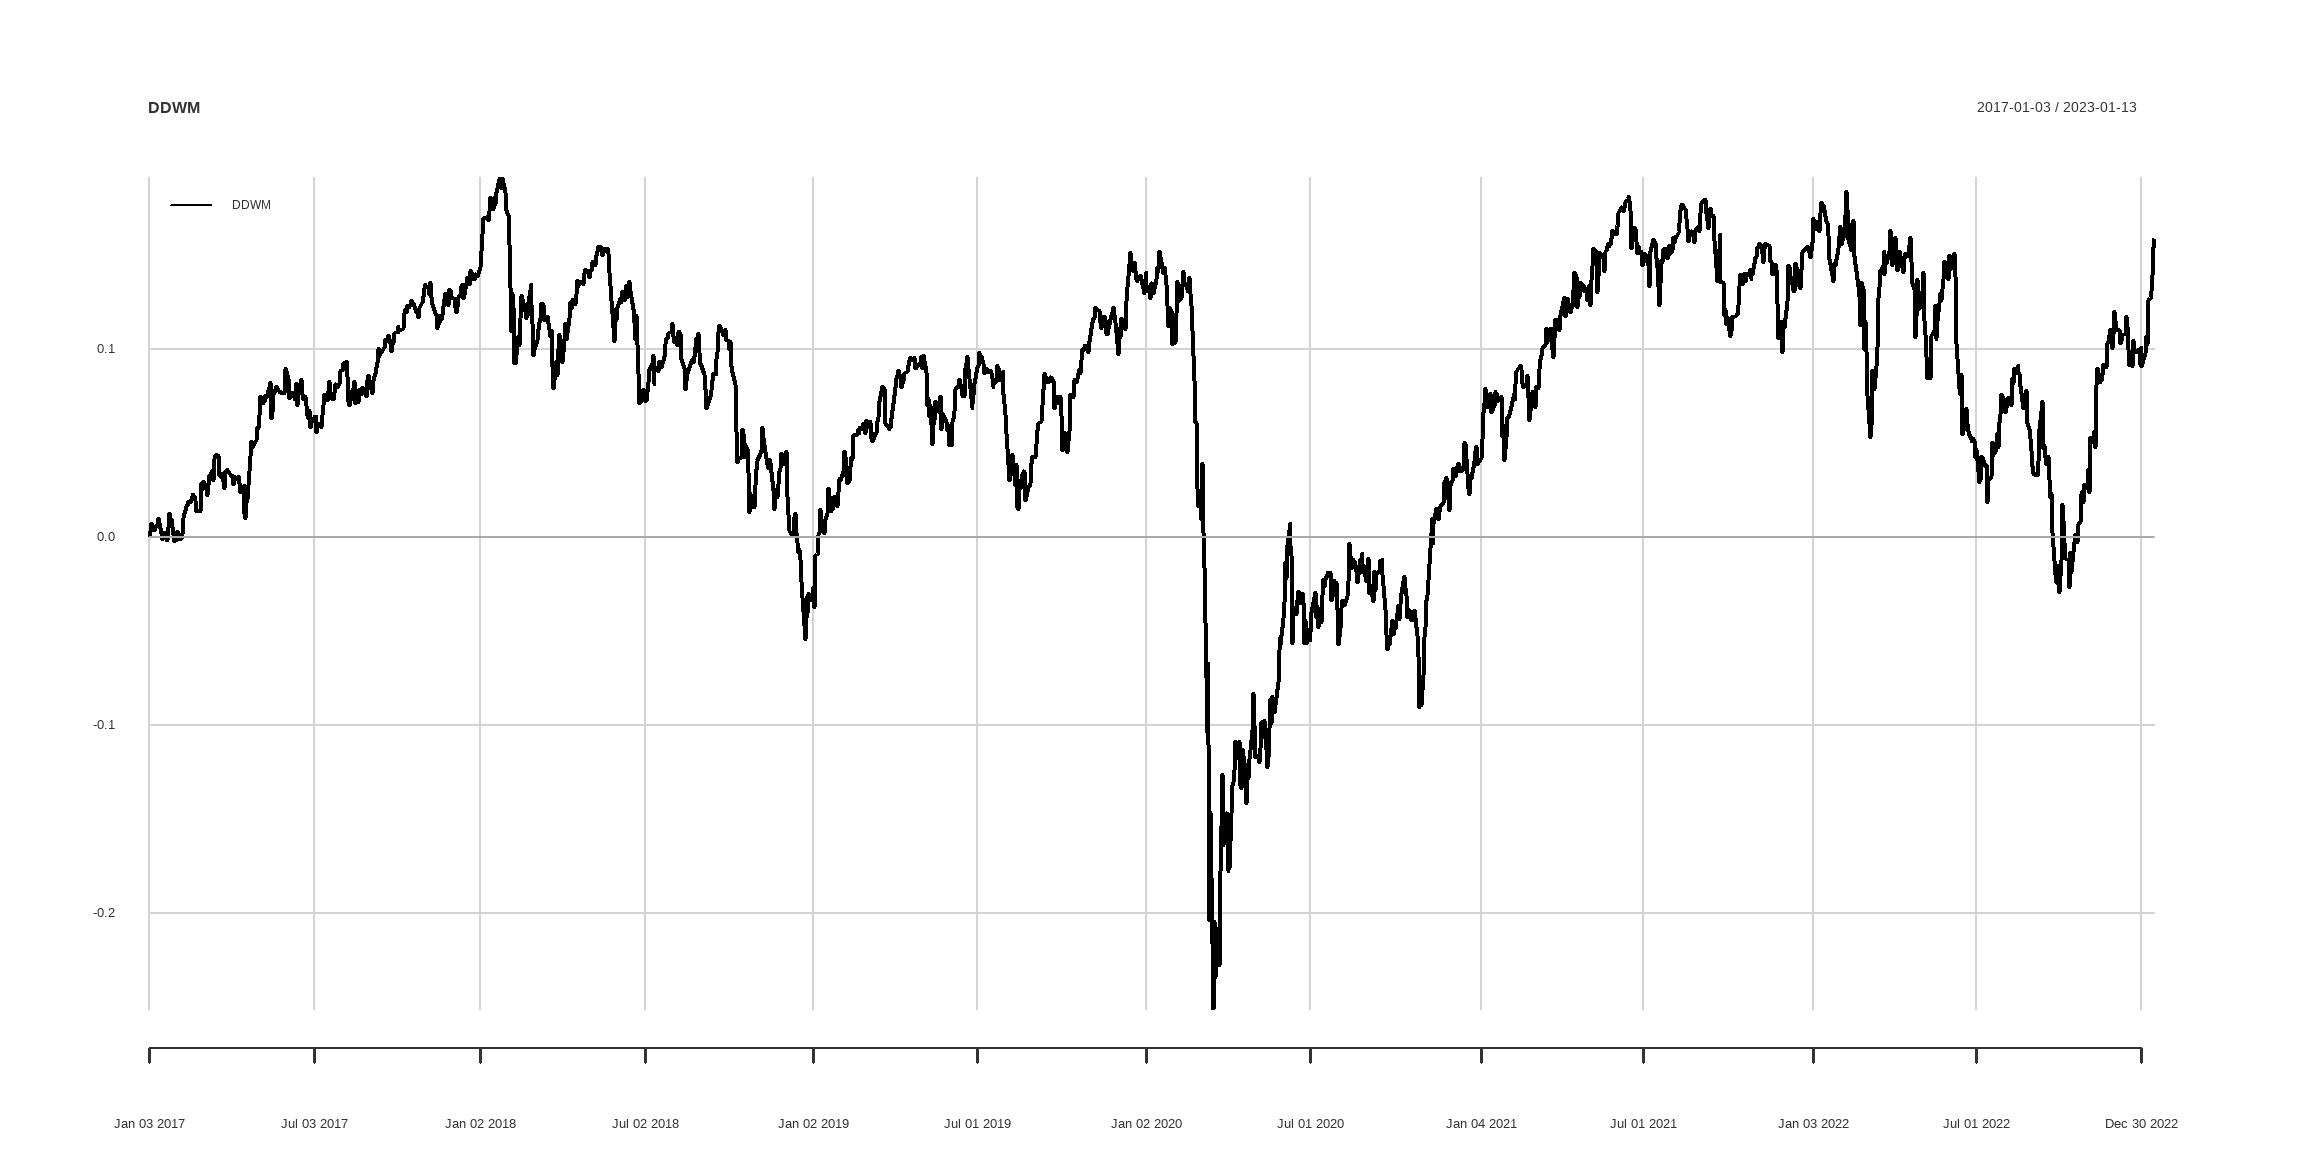 DDWM
2017-01-03 / 2023-01-13
DDWM
0.1
0.0
-0.1
-0.2
Jan 03 2017
Jul 03 2017
Jan 02 2018
Jul 02 2018
Jan 02 2019
Jul 01 2019
Jan 02 2020
Jul 01 2020
Jan 04 2021
Jul 01 2021
Jan 03 2022
Jul 01 2022
Dec 30 2022